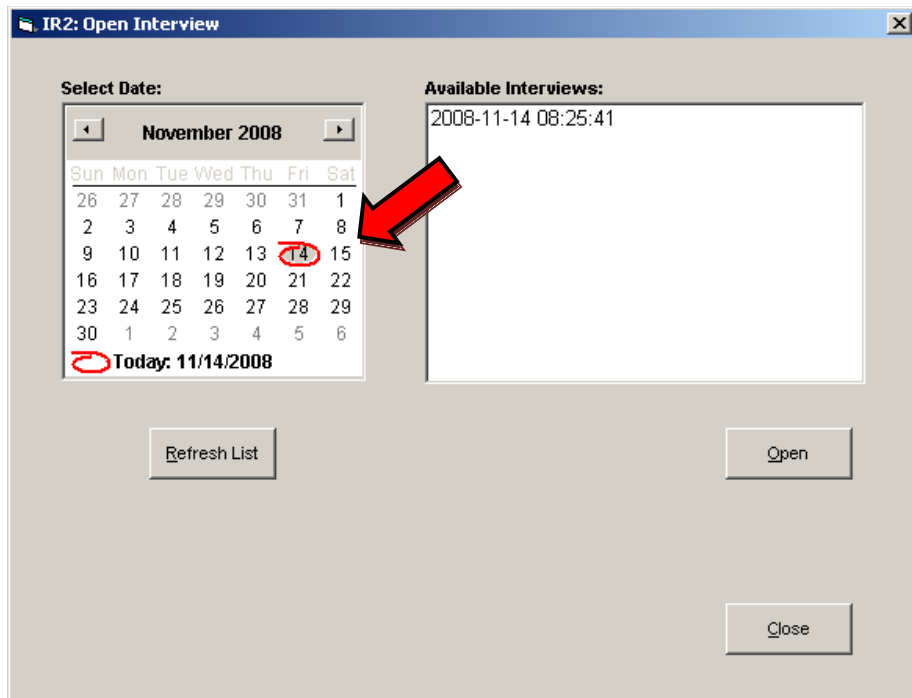 IR2: Open Interview
Select Date:
November 2008
Sun Mon Tue Wed Thu Fri Sat
26 27 28 29 30 31 1
2 3 4 5 6 7 8
9 10 11 12 13 14 15
16 17 18 19 20 21 22
23 24 25 26 27 28 29
30 1 2 3 4 5 6
Today: 11/14/2008
Available Interviews:
2008-11-14 08:25:41
Refresh List
Open
Close